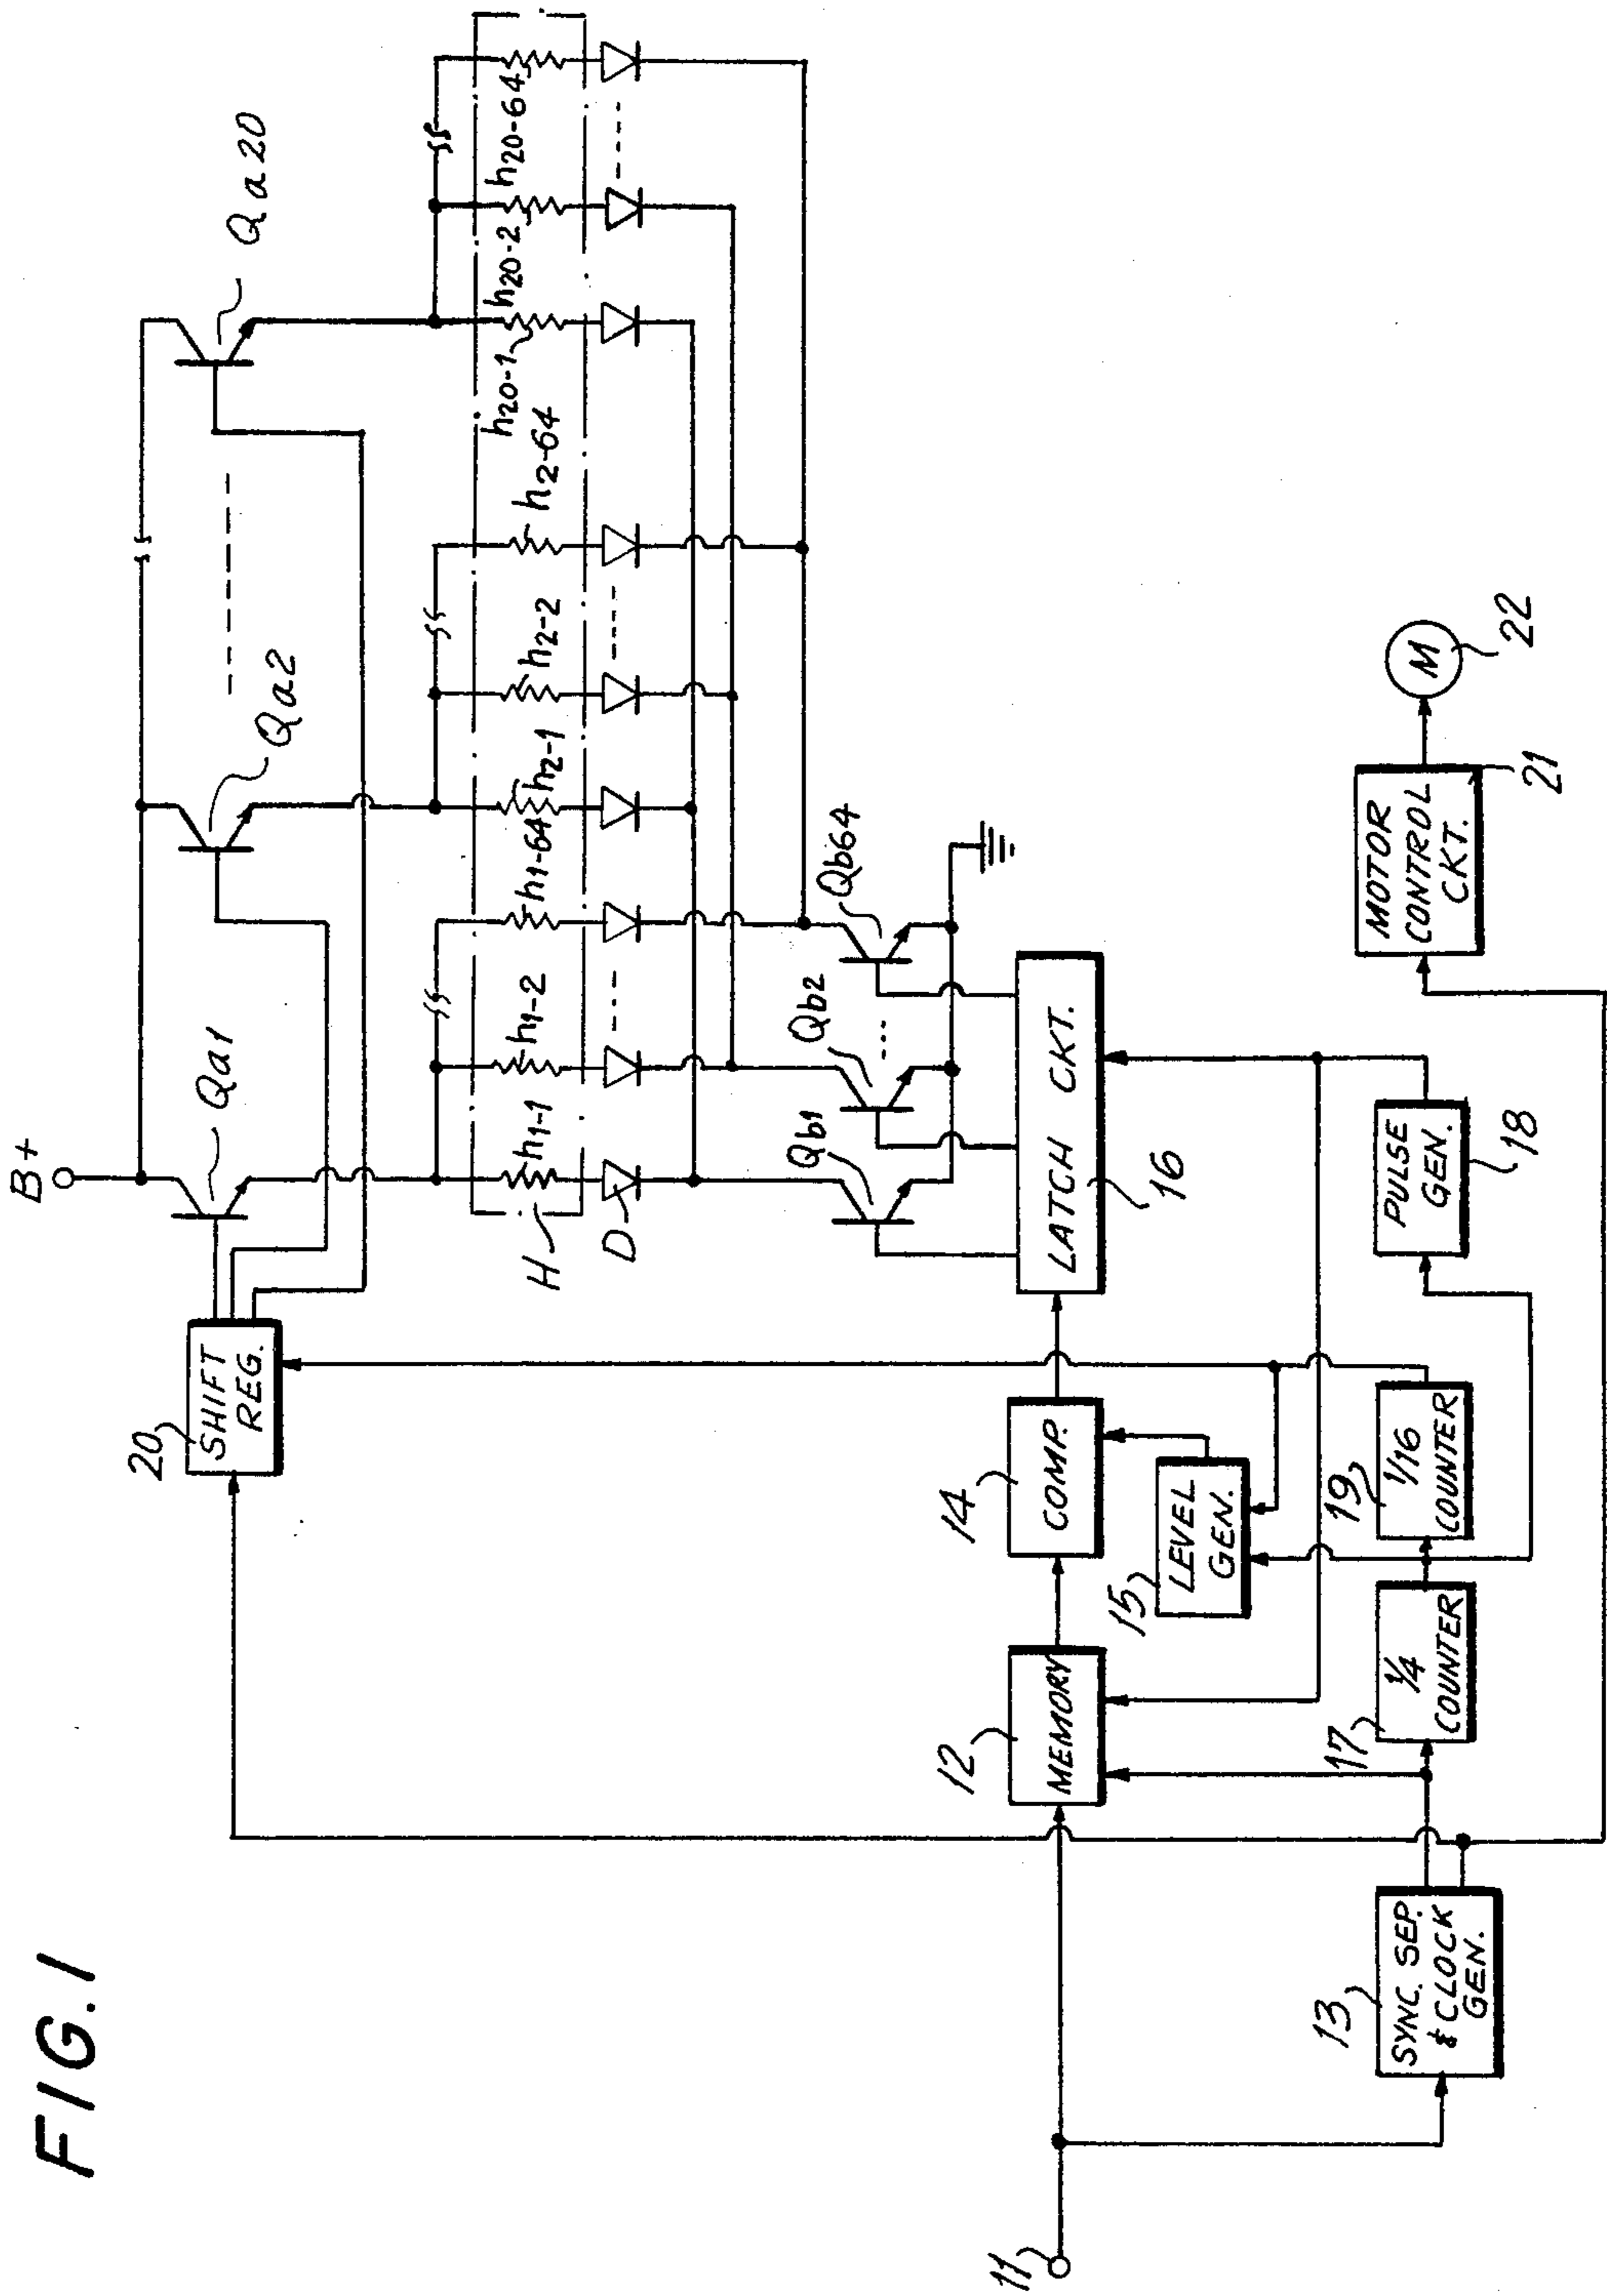 FIG.1
B+
Qa1
Qa2
Qa20
20
SHIFT
REG.
H
h1-1
h1-2
h1-64
h2-1
h2-2
h2-64
h20-1
h20-2
h20-64
D
Qb1
Qb2
Qb64
11
12
MEMORY
14
COMP.
LATCH CKT.
16
15
LEVEL
GEN.
13
SYNC. SEP.
& CLOCK
GEN.
17
1/4
COUNTER
19
1/16
COUNTER
PULSE
GEN.
18
MOTOR
CONTROL
CKT.
21
M
22